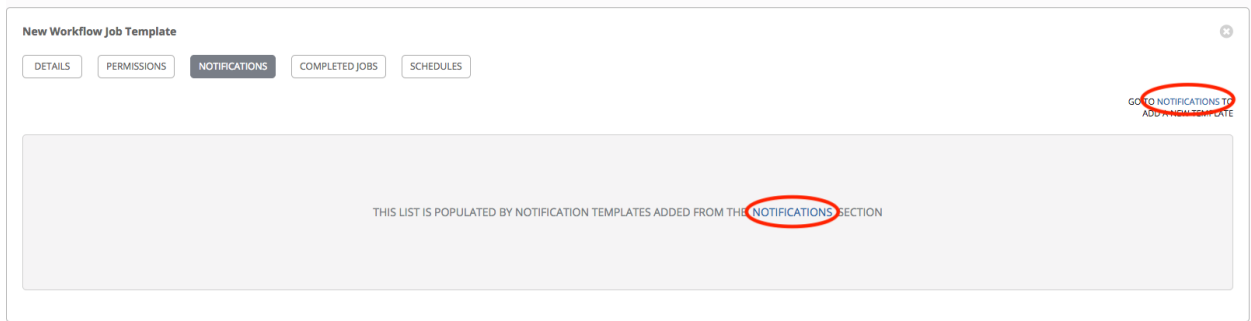 New Workflow Job Template
DETAILS PERMISSIONS NOTIFICATIONS COMPLETED JOBS SCHEDULES
GO TO NOTIFICATIONS TO
ADD A NEW TEMPLATE
THIS LIST IS POPULATED BY NOTIFICATION TEMPLATES ADDED FROM THE NOTIFICATIONS SECTION